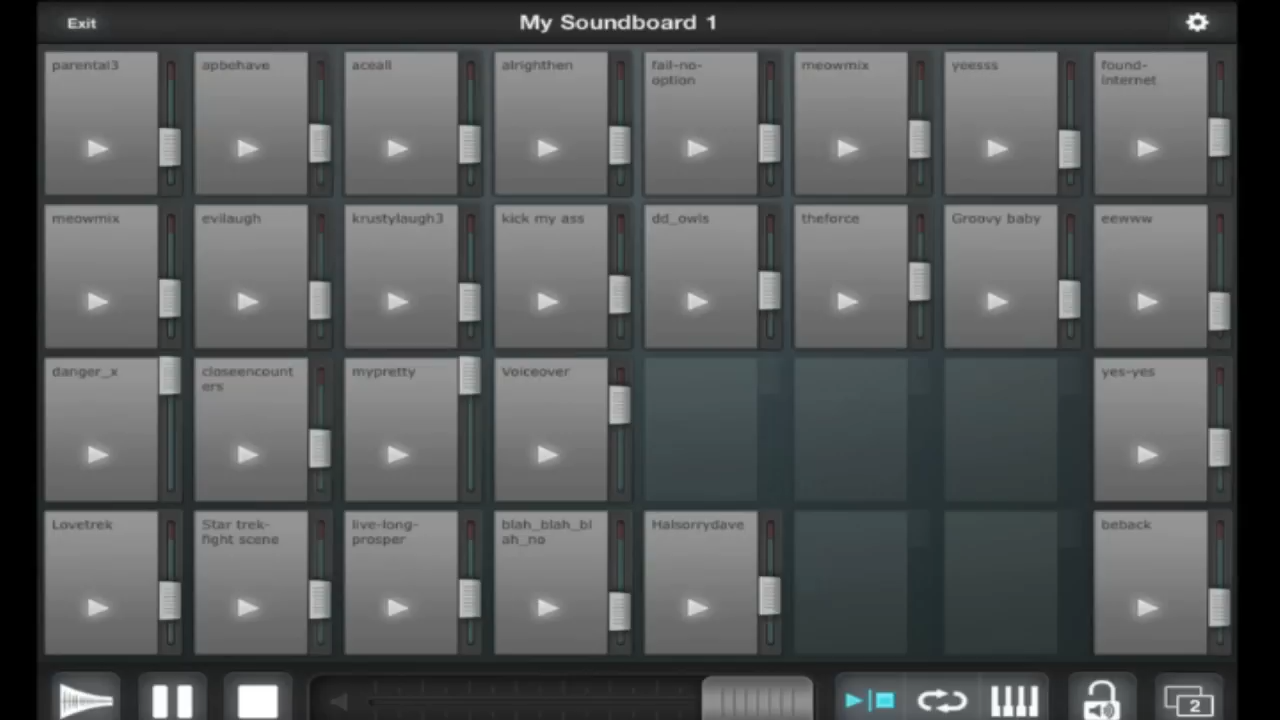 Exit
My Soundboard 1
parental3
apbehave
aceall
alrighthen
fail-no-
option
meowmix
yeesss
found-
internet
meowmix
evilaugh
krustylaugh3
kick my ass
dd_owls
theforce
Groovy baby
eewww
danger_x
closeencount
ers
mypretty
Voiceover
yes-yes
Lovetrek
Star trek-
fight scene
live-long-
prosper
blah_blah_bl
ah_no
Halsorrydave
beback
2